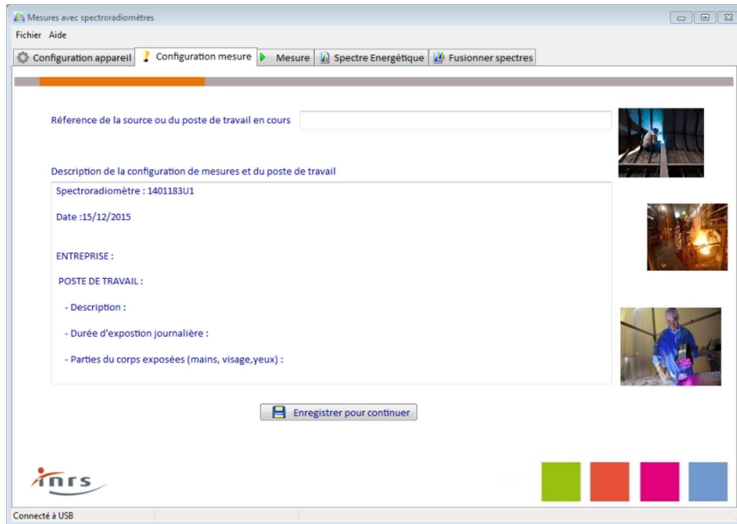 Mesures avec spectroradiomètres
Fichier Aide
Configuration appareil Configuration mesure Mesure Spectre Energétique Fusionner spectres
Réference de la source ou du poste de travail en cours
Description de la configuration de mesures et du poste de travail
Spectroradiomètre : 1401183U1
Date :15/12/2015
ENTREPRISE :
POSTE DE TRAVAIL :
- Description :
- Durée d'expostion journalière :
- Parties du corps exposées (mains, visage,yeux) :
Enregistrer pour continuer
inrs
Connecté à USB